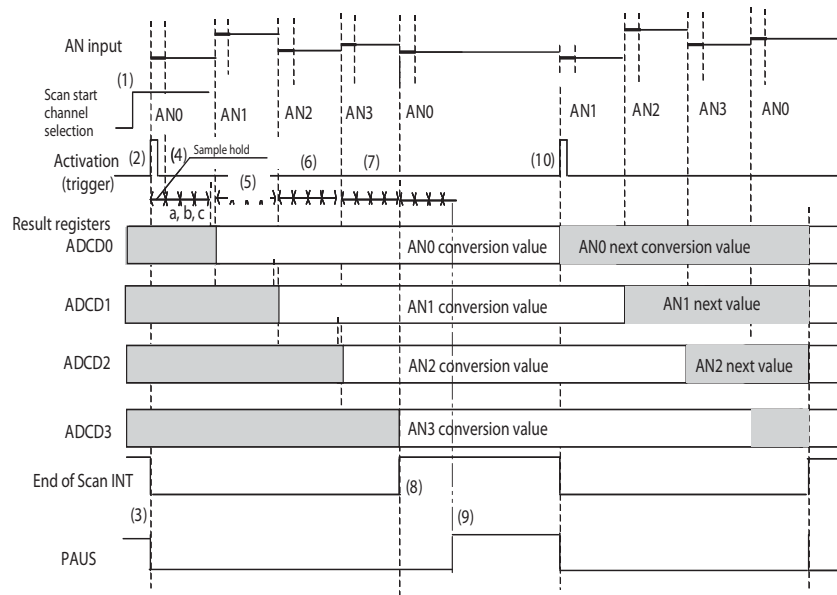 AN input
(1)
Scan start
channel
selection
AN0 AN1 AN2 AN3 AN0 AN1 AN2 AN3 AN0
Activation
(trigger)
(2) (4) Sample hold (6) (7) (10)
(5)
a, b, c
Result registers
ADCD0 AN0 conversion value AN0 next conversion value
ADCD1 AN1 conversion value AN1 next value
ADCD2 AN2 conversion value AN2 next value
ADCD3 AN3 conversion value
End of Scan INT (8)
(3) (9)
PAUS